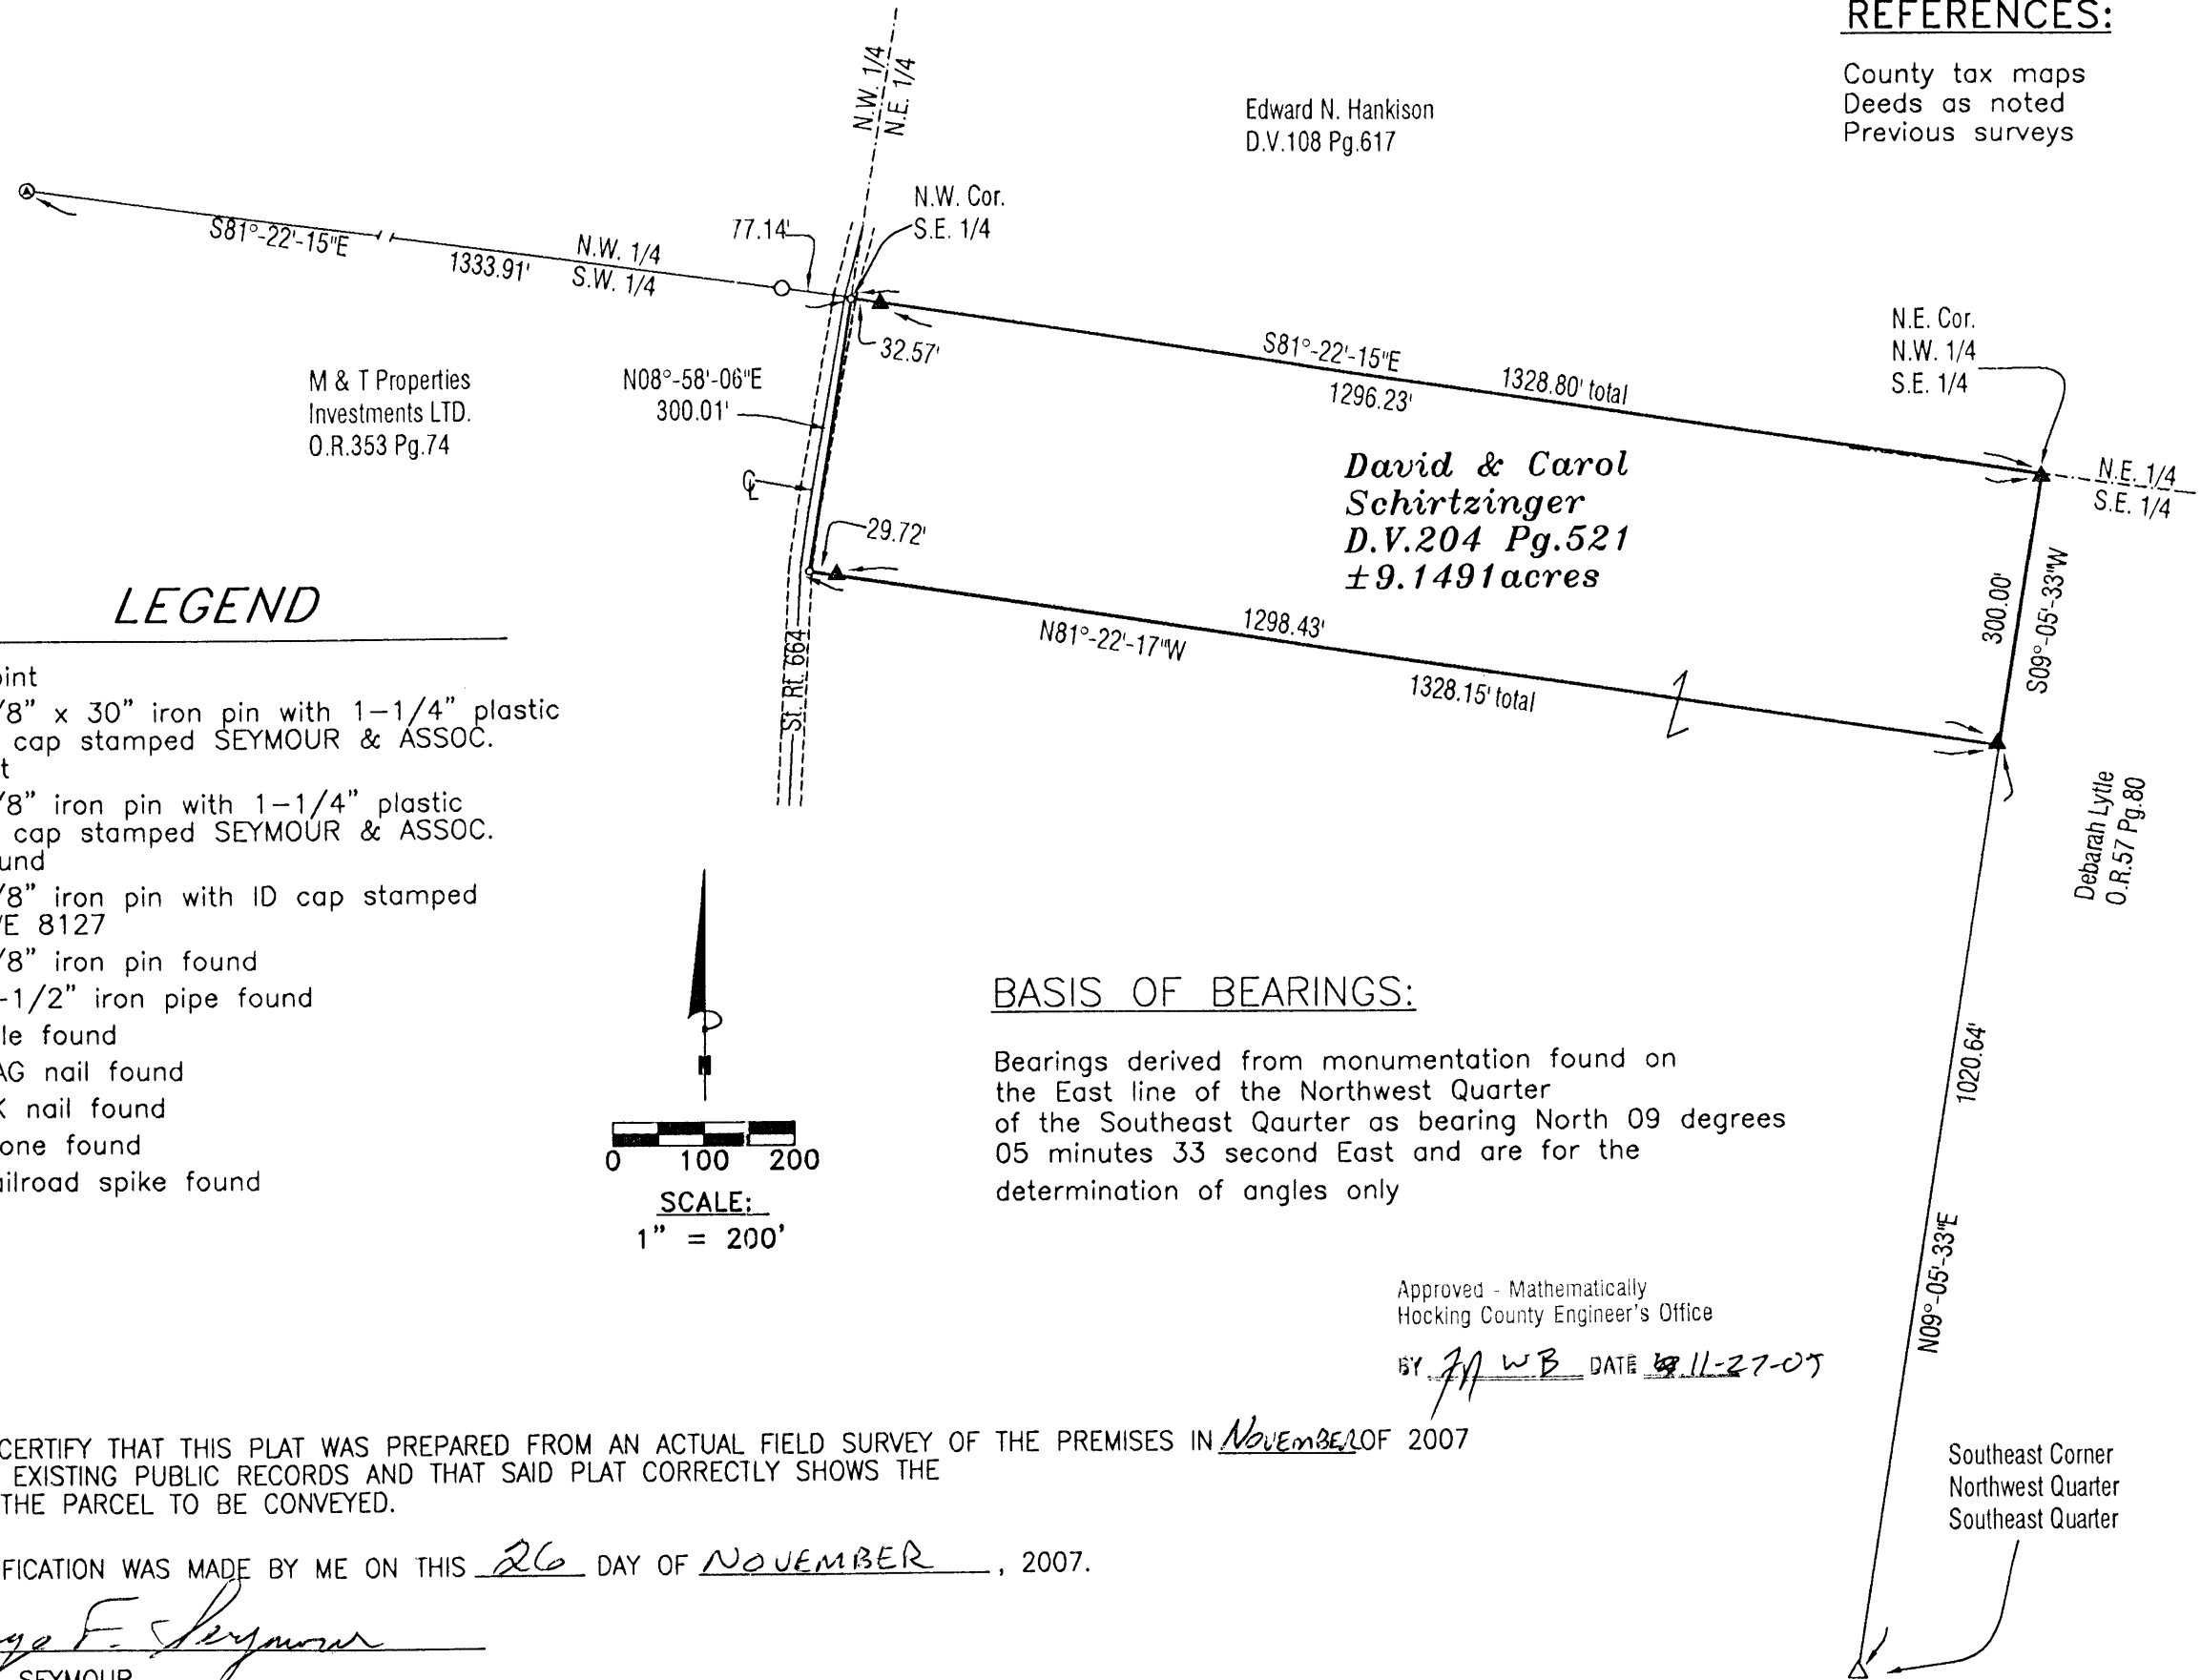 REFERENCES:
County tax maps
Deeds as noted
Previous surveys
N.W. 1/4
N.E. 1/4
Edward N. Hankison
D.V.108 Pg.617
N.W. Cor.
S.E. 1/4
77.14'
S81°-22'-15"E
1333.91'
N.W. 1/4
S.W. 1/4
32.57'
S81°-22'-15"E
1296.23'
1328.80' total
N.E. Cor.
N.W. 1/4
S.E. 1/4
M & T Properties
Investments LTD.
O.R.353 Pg.74
N08°-58'-06"E
300.01'
David & Carol
Schirtzinger
D.V.204 Pg.521
±9.1491acres
N.E. 1/4
S.E. 1/4
CL
29.72'
300.00'
S09°-05'-33"W
N81°-22'-17"W
1298.43'
1328.15' total
St. Rt. 664
LEGEND
oint
/8" x 30" iron pin with 1-1/4" plastic
cap stamped SEYMOUR & ASSOC.
t
/8" iron pin with 1-1/4" plastic
cap stamped SEYMOUR & ASSOC.
und
/8" iron pin with ID cap stamped
/E 8127
/8" iron pin found
-1/2" iron pipe found
le found
AG nail found
K nail found
one found
ailroad spike found
Debarah Lytle
O.R.57 Pg.80
N
0 100 200
SCALE:
1" = 200'
BASIS OF BEARINGS:
Bearings derived from monumentation found on
the East line of the Northwest Quarter
of the Southeast Qaurter as bearing North 09 degrees
05 minutes 33 second East and are for the
determination of angles only
1020.64'
N09°-05'-33"E
Approved - Mathematically
Hocking County Engineer's Office
BY WB DATE 11-27-07
CERTIFY THAT THIS PLAT WAS PREPARED FROM AN ACTUAL FIELD SURVEY OF THE PREMISES IN NOVEMBER OF 2007
EXISTING PUBLIC RECORDS AND THAT SAID PLAT CORRECTLY SHOWS THE
THE PARCEL TO BE CONVEYED.
FICATION WAS MADE BY ME ON THIS 26 DAY OF NOVEMBER , 2007.
F. Seymour
SEYMOUR
Southeast Corner
Northwest Quarter
Southeast Quarter